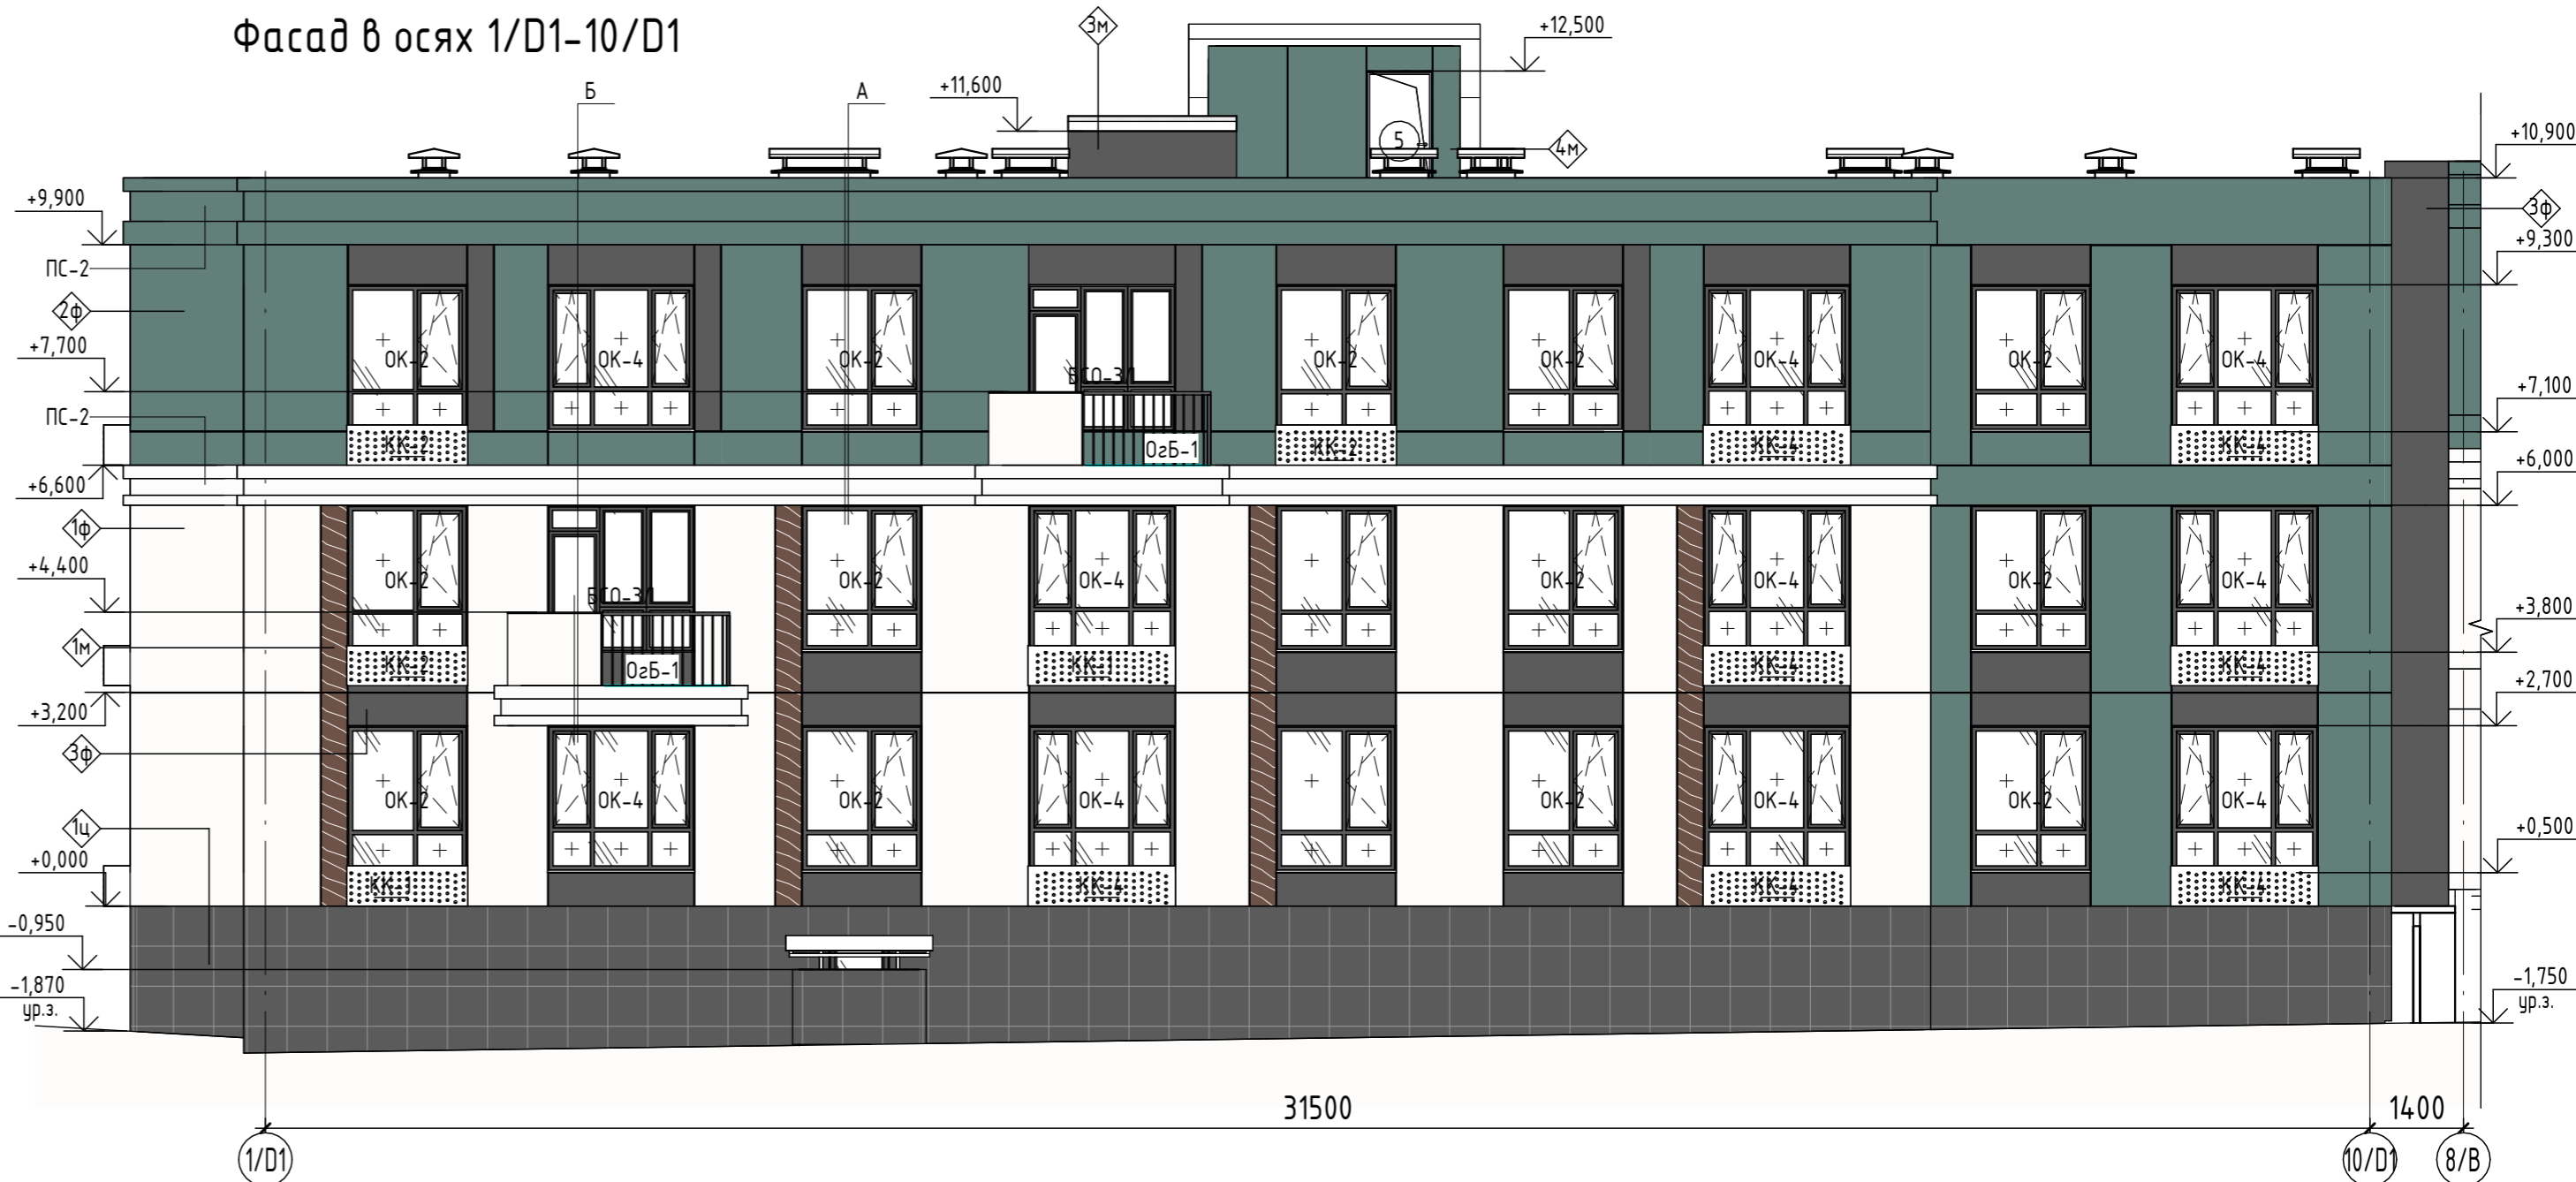 Фасад в осях 1/D1-10/D1
3м
+12,500
Б
А
+11,600
5
4м
+10,900
+9,900
3ф
+9,300
ПС-2
2ф
+7,700
ОК-2
ОК-4
ОК-2
БСО-3Л
ОК-2
ОК-2
ОК-4
ОК-2
ОК-4
+7,100
ПС-2
КК-2
ОгБ-1
КК-2
КК-4
КК-4
+6,600
+6,000
1ф
+4,400
ОК-2
БСО-3Л
ОК-2
ОК-4
ОК-2
ОК-4
ОК-2
ОК-4
+3,800
1м
КК-2
ОгБ-1
КК-1
КК-4
КК-4
+3,200
+2,700
3ф
ОК-2
ОК-4
ОК-2
ОК-4
ОК-2
ОК-4
ОК-2
ОК-4
1ц
+0,500
+0,000
КК-1
КК-4
КК-4
КК-4
-0,950
-1,870
ур.з.
-1,750
ур.з.
31500
1400
1/D1
10/D1
8/В